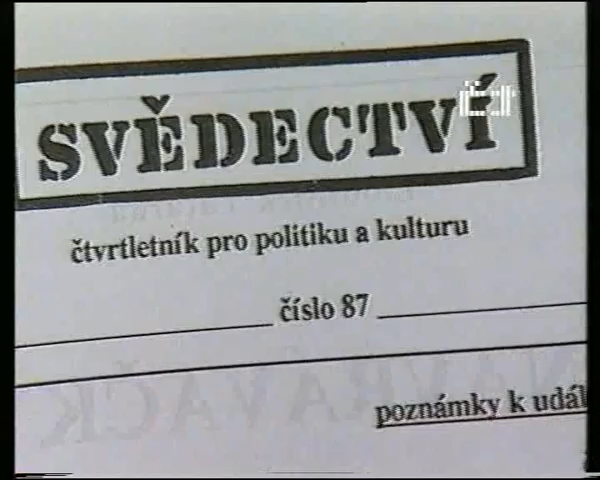 SVĚDECTVÍ
čtvrtletník pro politiku a kulturu
číslo 87
poznámky k udál